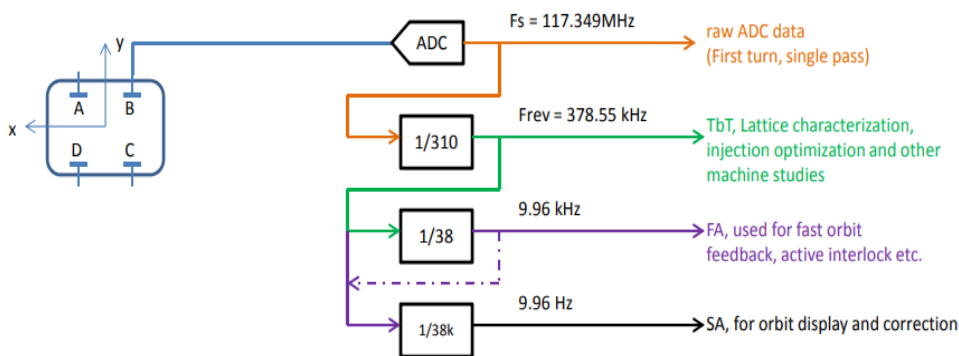 Fs = 117.349MHz
y
ADC
raw ADC data
(First turn, single pass)
A
B
x
Frev = 378.55 kHz
D
C
1/310
TbT, Lattice characterization,
injection optimization and other
machine studies
9.96 kHz
1/38
FA, used for fast orbit
feedback, active interlock etc.
9.96 Hz
1/38k
SA, for orbit display and correction